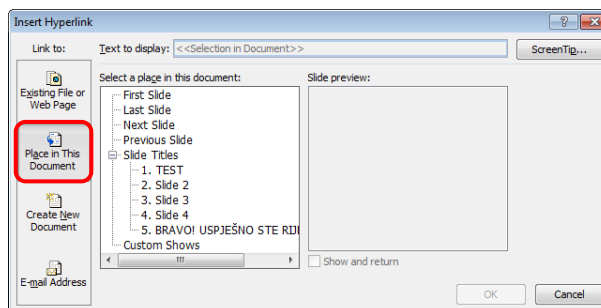 Insert Hyperlink
Link to:
Text to display: <<Selection in Document>>
ScreenTip...
Existing File or
Web Page
Place in This
Document
Create New
Document
E-mail Address
Select a place in this document:
First Slide
Last Slide
Next Slide
Previous Slide
Slide Titles
1. TEST
2. Slide 2
3. Slide 3
4. Slide 4
5. BRAVO! USPJEŠNO STE RIJ
Custom Shows
Slide preview:
Show and return
OK
Cancel